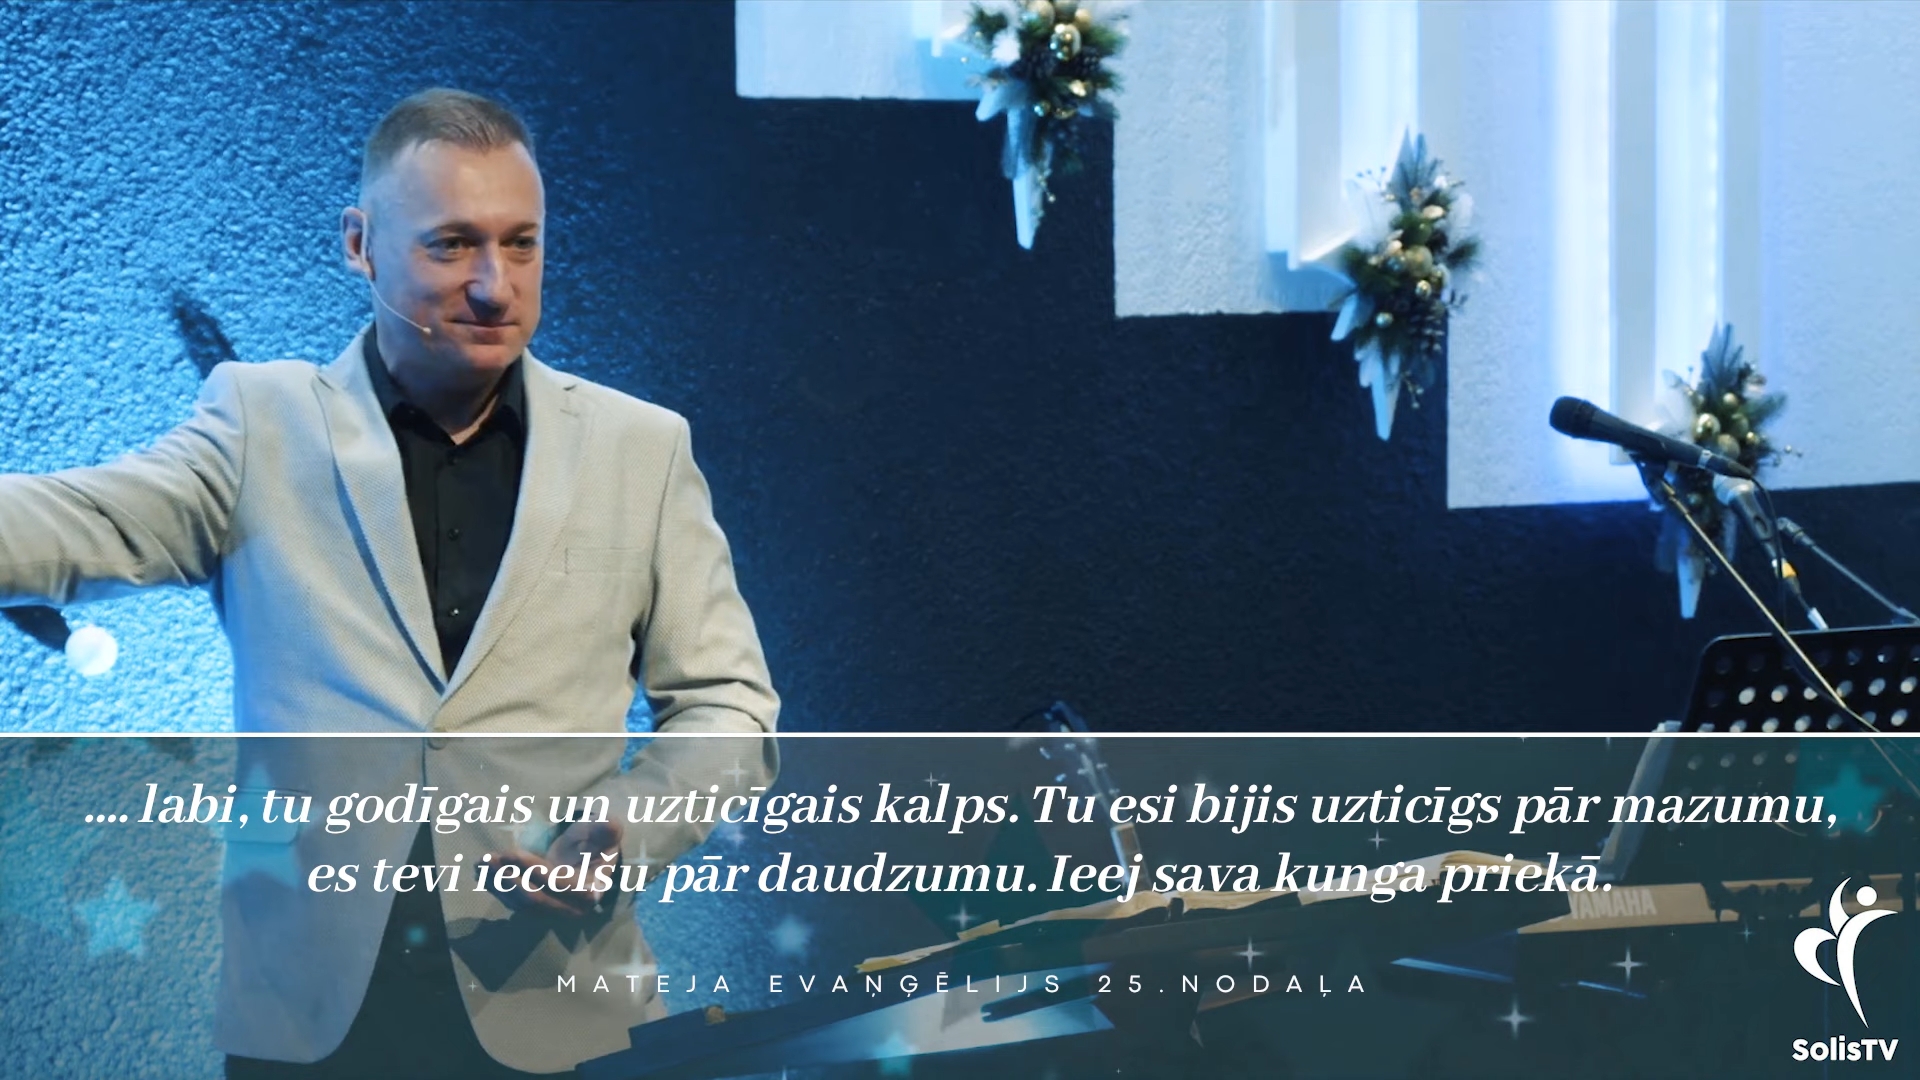 .... labi, tu godīgais un uzticīgais kalps. Tu esi bijis uzticīgs pār mazumu,
es tevi iecelšu pār daudzumu. Ieej sava kunga priekā.
YAMAHA
MATEJA EVAŅĢĒLIJS 25.NODAĻA
SolisTV